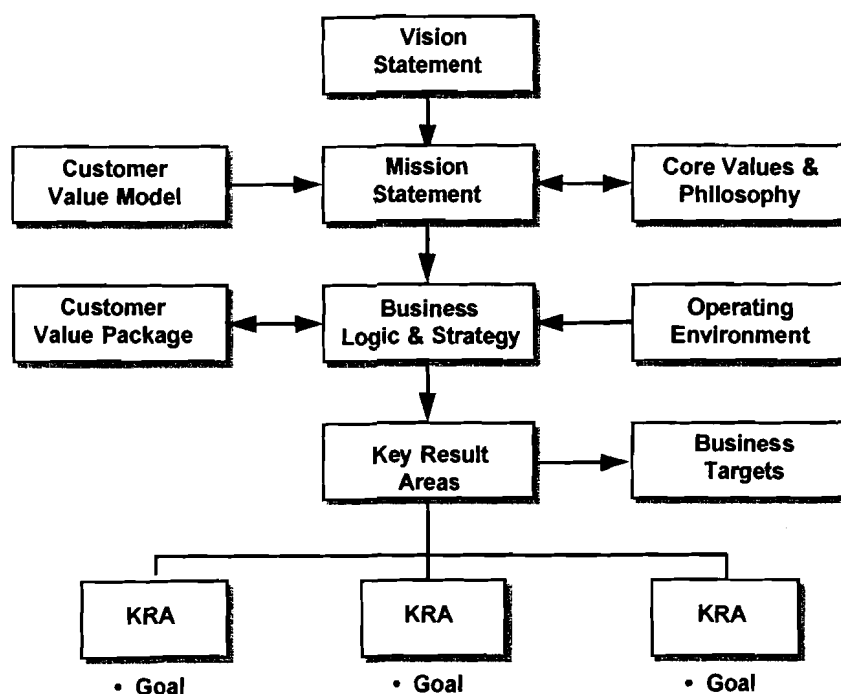 Vision
Statement
Customer
Value Model
Mission
Statement
Core Values &
Philosophy
Customer
Value Package
Business
Logic & Strategy
Operating
Environment
Key Result
Areas
Business
Targets
KRA
KRA
KRA
• Goal
• Goal
• Goal